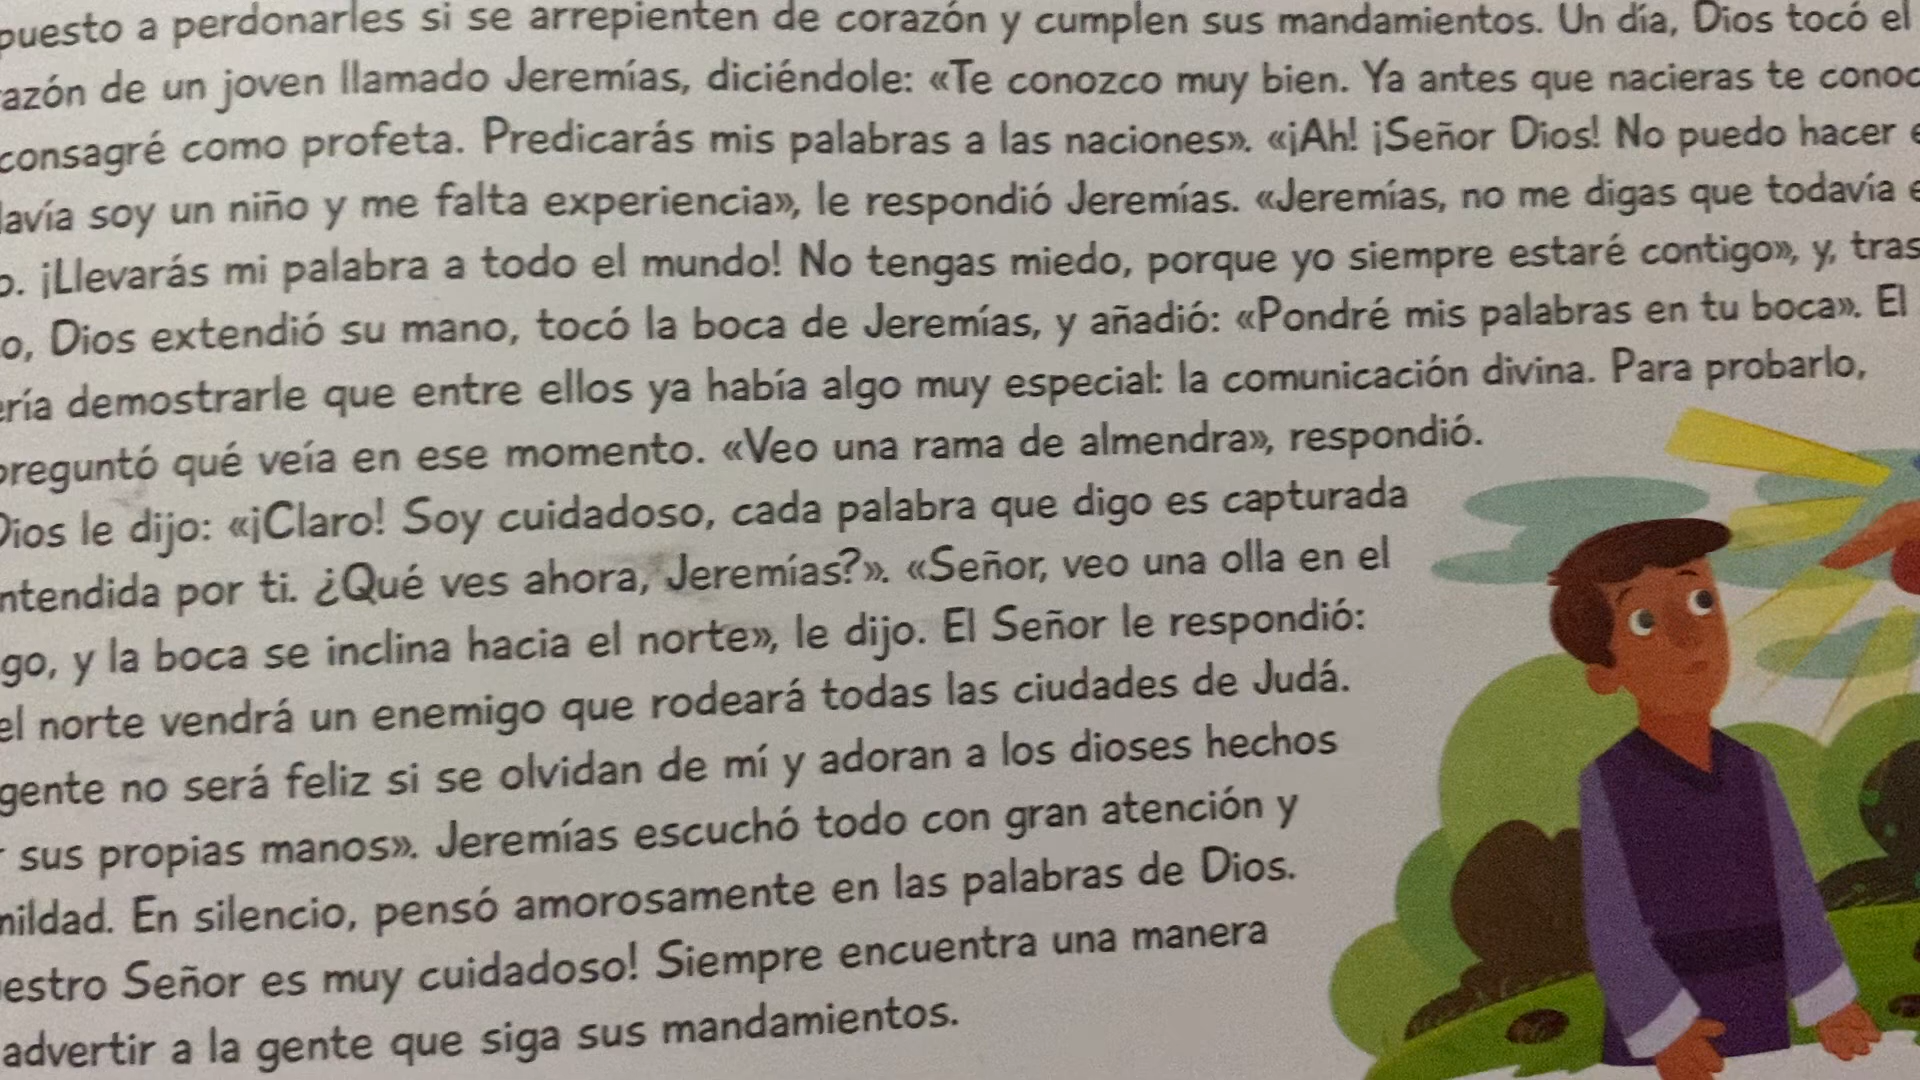 puesto a perdonarles si se arrepienten de corazón y cumplen sus mandamientos. Un día, Dios tocó el
azón de un joven llamado Jeremías, diciéndole: «Te conozco muy bien. Ya antes que nacieras te conoc
consagré como profeta. Predicarás mis palabras a las naciones». «¡Ah! ¡Señor Dios! No puedo hacer e
avía soy un niño y me falta experiencia», le respondió Jeremías. «Jeremías, no me digas que todavía e
o. ¡Llevarás mi palabra a todo el mundo! No tengas miedo, porque yo siempre estaré contigo», y, tras
o, Dios extendió su mano, tocó la boca de Jeremías, y añadió: «Pondré mis palabras en tu boca». El
ería demostrarle que entre ellos ya había algo muy especial: la comunicación divina. Para probarlo,
preguntó qué veía en ese momento. «Veo una rama de almendra», respondió.
Dios le dijo: «¡Claro! Soy cuidadoso, cada palabra que digo es capturada
ntendida por ti. ¿Qué ves ahora, Jeremías?». «Señor, veo una olla en el
go, y la boca se inclina hacia el norte», le dijo. El Señor le respondió:
el norte vendrá un enemigo que rodeará todas las ciudades de Judá.
gente no será feliz si se olvidan de mí y adoran a los dioses hechos
sus propias manos». Jeremías escuchó todo con gran atención y
mildad. En silencio, pensó amorosamente en las palabras de Dios.
estro Señor es muy cuidadoso! Siempre encuentra una manera
advertir a la gente que siga sus mandamientos.